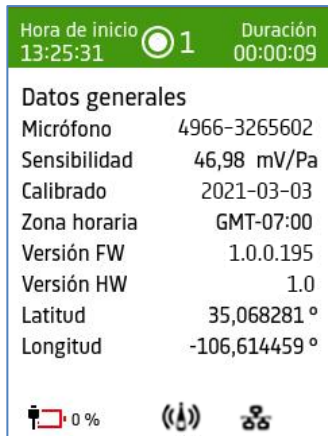 Hora de inicio 1 Duración
13:25:31 00:00:09
Datos generales
Micrófono 4966-3265602
Sensibilidad 46,98 mV/Pa
Calibrado 2021-03-03
Zona horaria GMT-07:00
Versión FW 1.0.0.195
Versión HW 1.0
Latitud 35,068281 º
Longitud -106,614459 º
0 %